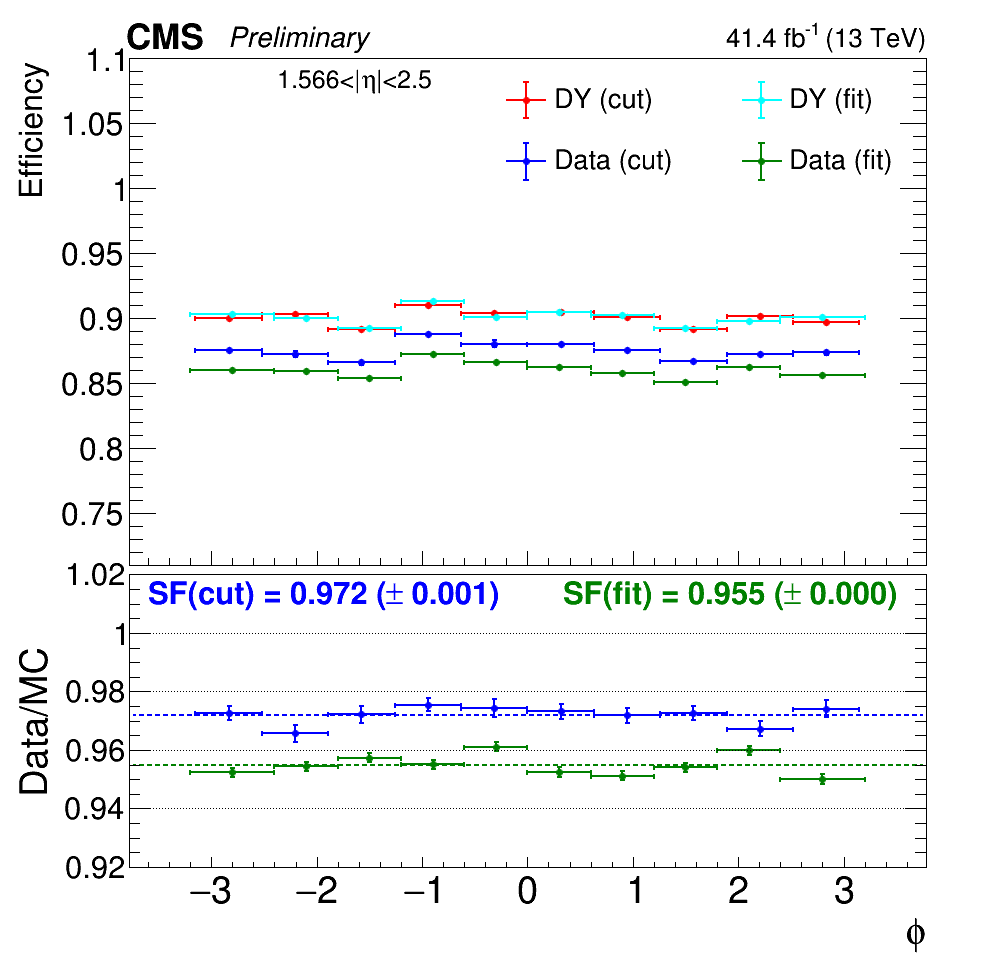 CMS Preliminary 41.4 fb⁻¹ (13 TeV)
1.566<|η|<2.5
DY (cut) DY (fit)
Data (cut) Data (fit)
Efficiency
1.1
1.05
1
0.95
0.9
0.85
0.8
0.75
SF(cut) = 0.972 (± 0.001) SF(fit) = 0.955 (± 0.000)
Data/MC
1.02
1
0.98
0.96
0.94
0.92
−3 −2 −1 0 1 2 3
ϕ